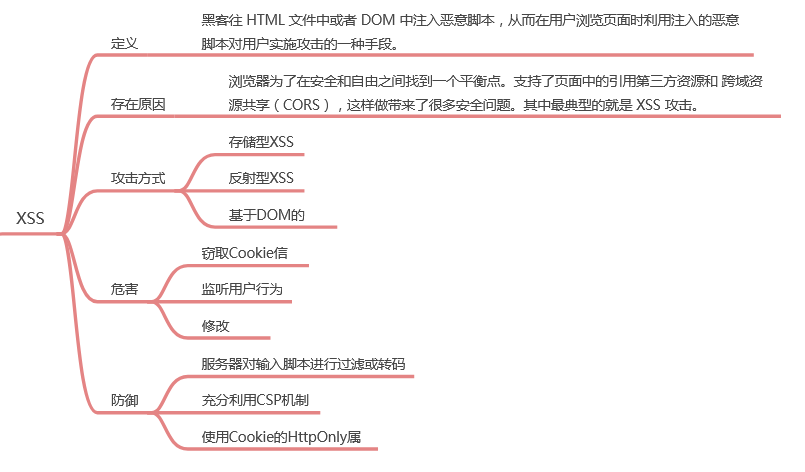 XSS
定义
黑客往 HTML 文件中或者 DOM 中注入恶意脚本，从而在用户浏览页面时利用注入的恶意
脚本对用户实施攻击的一种手段。
存在原因
浏览器为了在安全和自由之间找到一个平衡点。支持了页面中的引用第三方资源和 跨域资
源共享（CORS），这样做带来了很多安全问题。其中最典型的就是 XSS 攻击。
攻击方式
存储型XSS
反射型XSS
基于DOM的
危害
窃取Cookie信
监听用户行为
修改
防御
服务器对输入脚本进行过滤或转码
充分利用CSP机制
使用Cookie的HttpOnly属